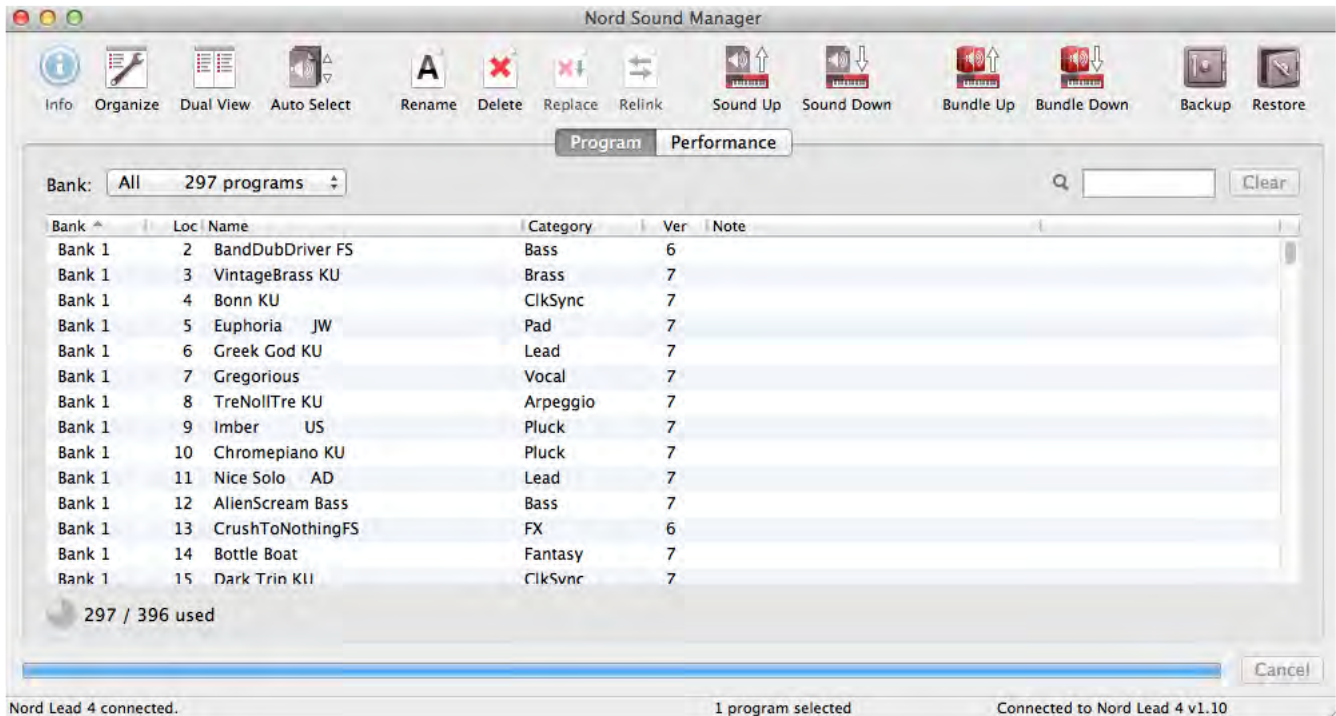 Nord Sound Manager
Info Organize Dual View Auto Select Rename Delete Replace Relink Sound Up Sound Down Bundle Up Bundle Down Backup Restore
Program Performance
Bank: All 297 programs Clear
Bank Loc Name Category Ver Note
Bank 1 2 BandDubDriver FS Bass 6
Bank 1 3 VintageBrass KU Brass 7
Bank 1 4 Bonn KU ClkSync 7
Bank 1 5 Euphoria JW Pad 7
Bank 1 6 Greek God KU Lead 7
Bank 1 7 Gregorious Vocal 7
Bank 1 8 TreNollTre KU Arpeggio 7
Bank 1 9 Imber US Pluck 7
Bank 1 10 Chromepiano KU Pluck 7
Bank 1 11 Nice Solo AD Lead 7
Bank 1 12 AlienScream Bass Bass 7
Bank 1 13 CrushToNothingFS FX 6
Bank 1 14 Bottle Boat Fantasy 7
Bank 1 15 Dark Trip KU ClkSync 7
297 / 396 used
Cancel
Nord Lead 4 connected. 1 program selected Connected to Nord Lead 4 v1.10